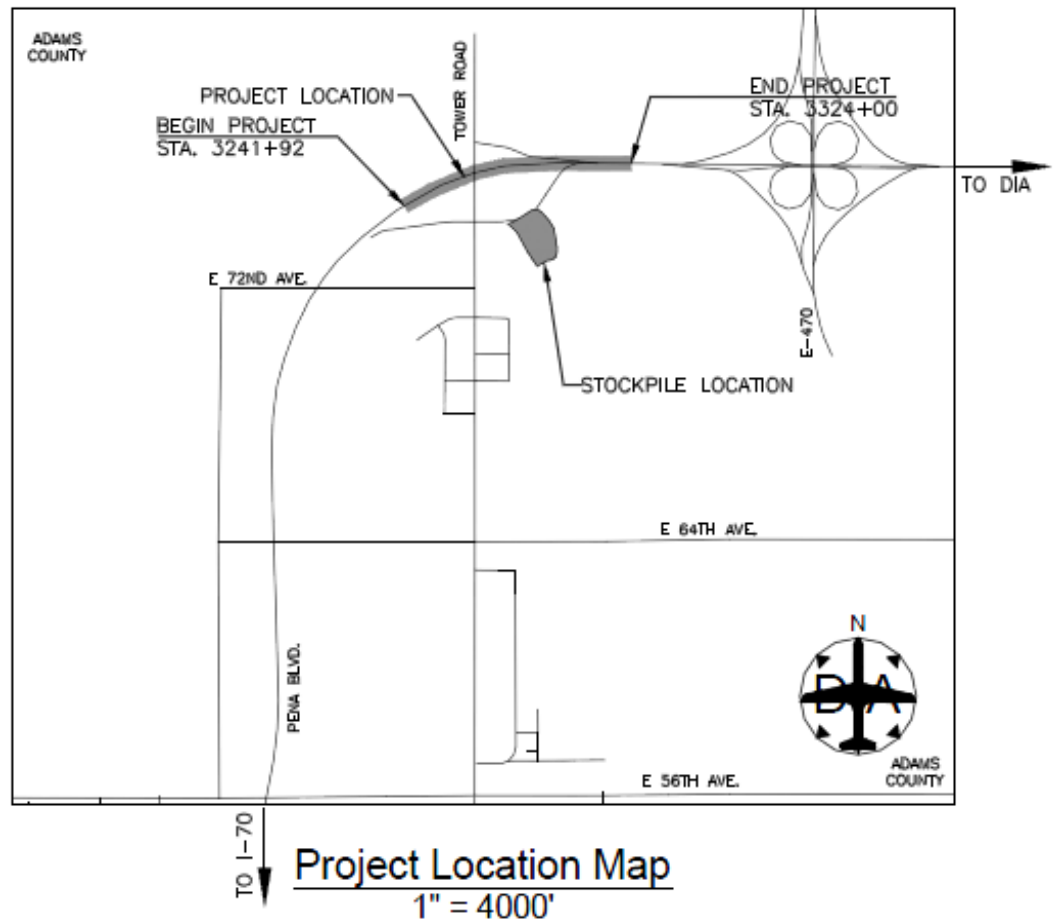 ADAMS
COUNTY
TOWER ROAD
PROJECT LOCATION
BEGIN PROJECT
STA. 3241+92
END PROJECT
STA. 3324+00
TO DIA
E 72ND AVE.
E-470
STOCKPILE LOCATION
E 64TH AVE.
N
DIA
PENA BLVD.
ADAMS
COUNTY
E 56TH AVE.
TO I-70
Project Location Map
1" = 4000'